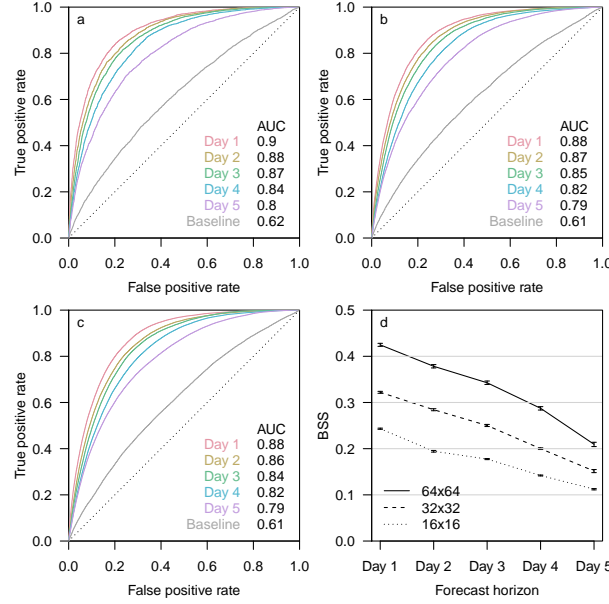 a
True positive rate
1.0
0.8
0.6
0.4
0.2
0.0
AUC
Day 1 0.9
Day 2 0.88
Day 3 0.87
Day 4 0.84
Day 5 0.8
Baseline 0.62
0.0 0.2 0.4 0.6 0.8 1.0
False positive rate
b
True positive rate
1.0
0.8
0.6
0.4
0.2
0.0
AUC
Day 1 0.88
Day 2 0.87
Day 3 0.85
Day 4 0.82
Day 5 0.79
Baseline 0.61
0.0 0.2 0.4 0.6 0.8 1.0
False positive rate
c
True positive rate
1.0
0.8
0.6
0.4
0.2
0.0
AUC
Day 1 0.88
Day 2 0.86
Day 3 0.84
Day 4 0.82
Day 5 0.79
Baseline 0.61
0.0 0.2 0.4 0.6 0.8 1.0
False positive rate
d
BSS
0.5
0.4
0.3
0.2
0.1
0.0
64x64
32x32
16x16
Day 1 Day 2 Day 3 Day 4 Day 5
Forecast horizon